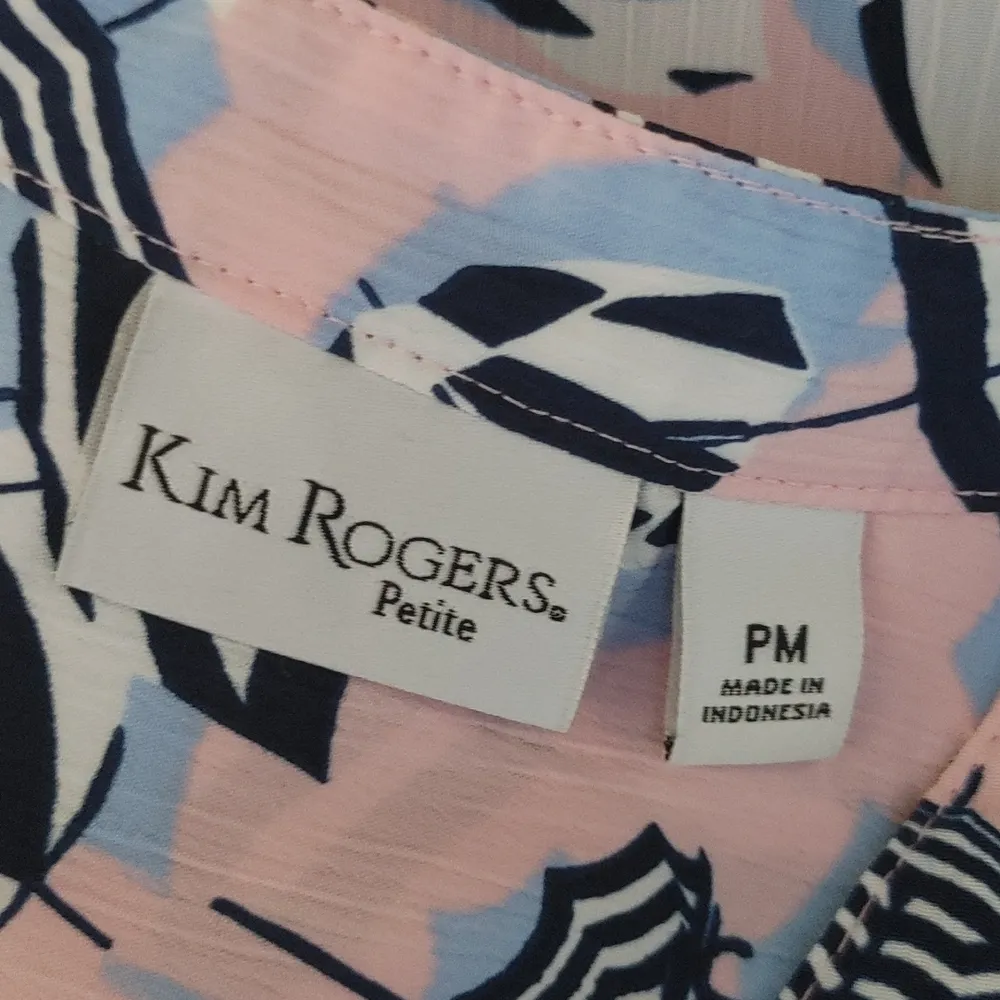 KIM ROGERS®
Petite
PM
MADE IN
INDONESIA